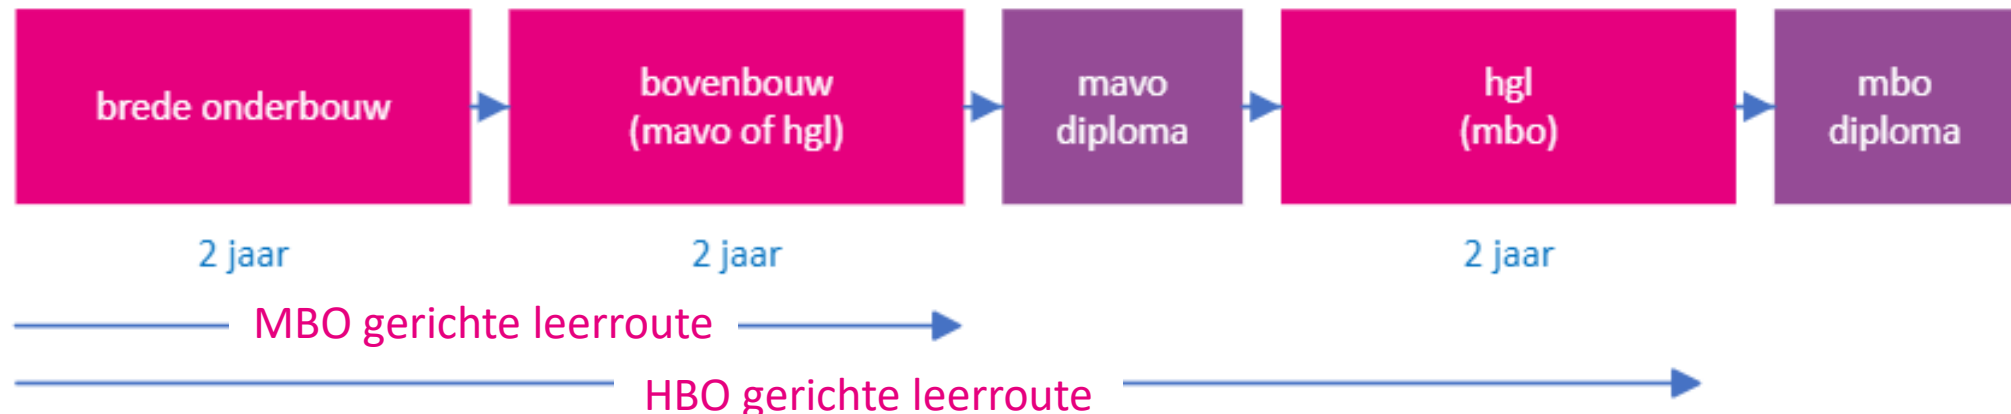 brede onderbouw
bovenbouw
(mavo of hgl)
mavo
diploma
hgl
(mbo)
mbo
diploma
2 jaar
2 jaar
2 jaar
MBO gerichte leerroute
HBO gerichte leerroute